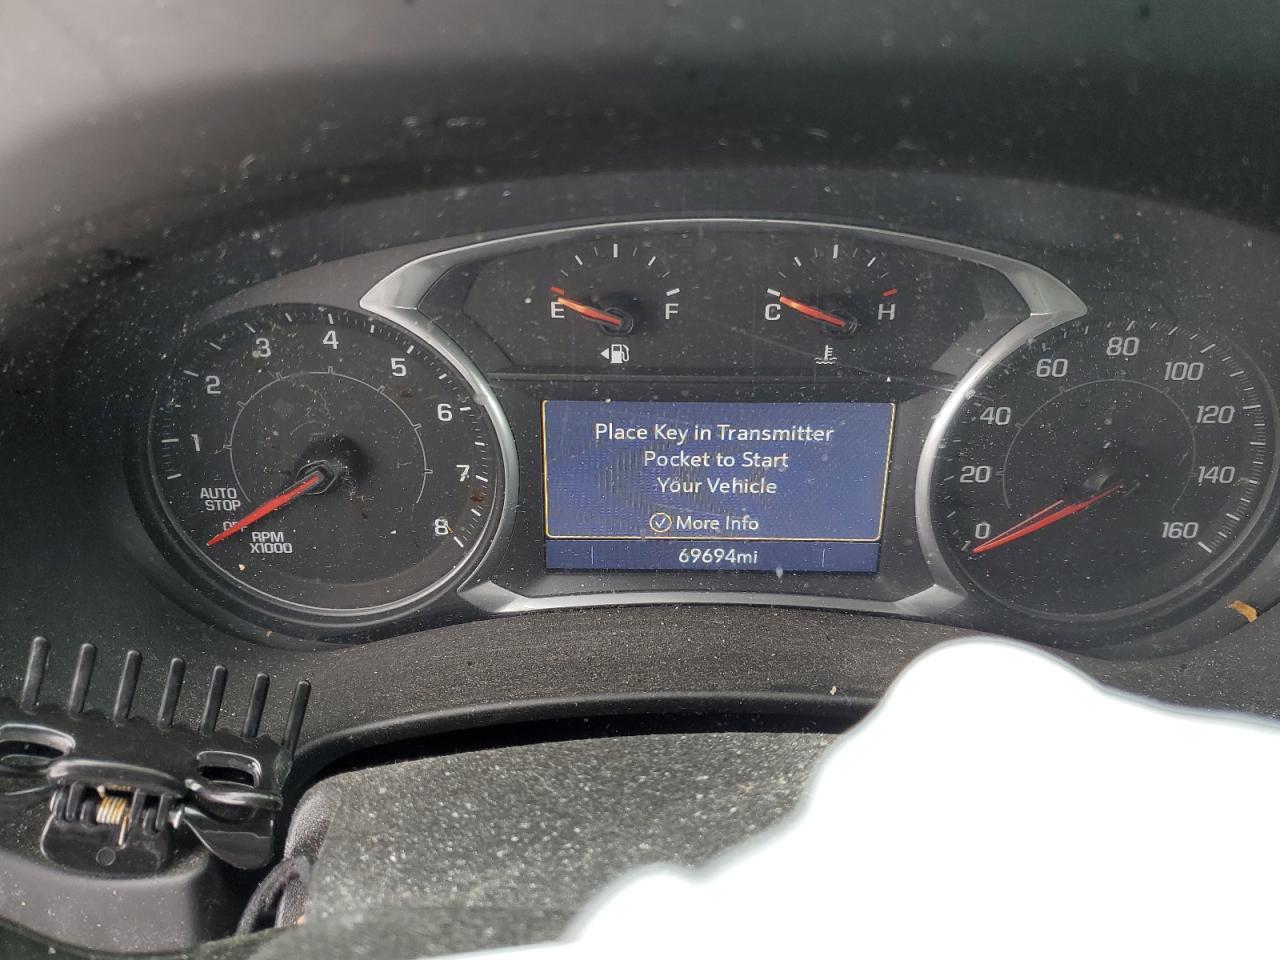 E F
C H
1 2 3 4 5 6 7 8
AUTO
STOP
OFF
RPM
X1000
Place Key in Transmitter
Pocket to Start
Your Vehicle
More Info
69694mi
0 20 40 60 80 100 120 140 160